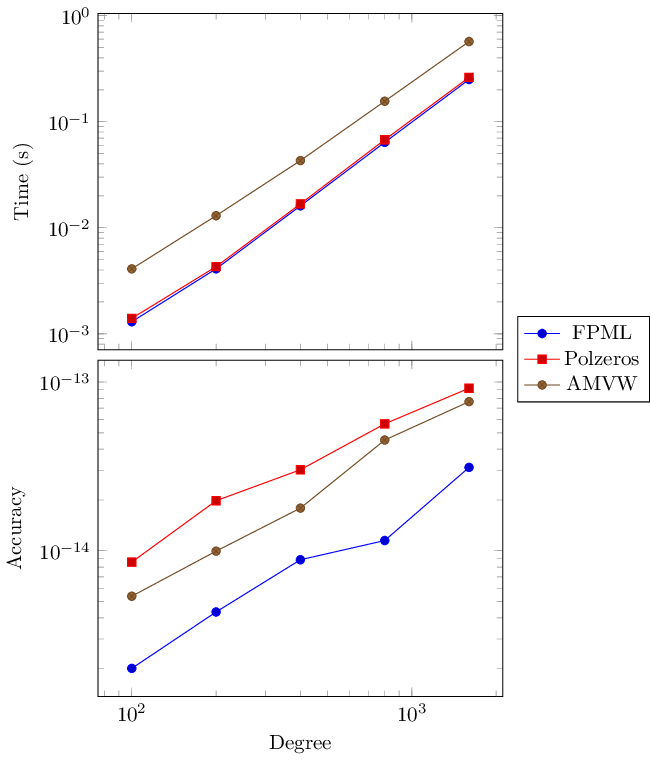 10^0
10^{-1}
10^{-2}
10^{-3}
Time (s)
10^{-13}
10^{-14}
Accuracy
10^2
10^3
Degree
FPML
Polzeros
AMVW